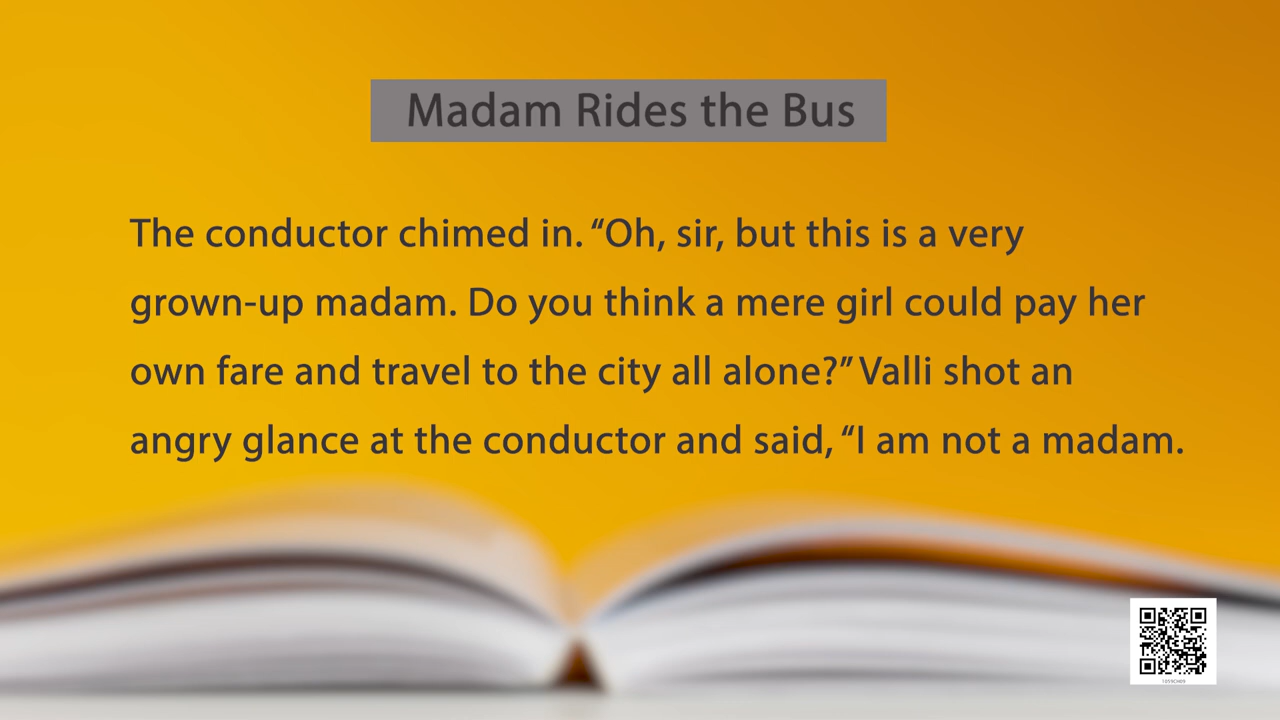 Madam Rides the Bus
The conductor chimed in. “Oh, sir, but this is a very
grown-up madam. Do you think a mere girl could pay her
own fare and travel to the city all alone?” Valli shot an
angry glance at the conductor and said, “I am not a madam.